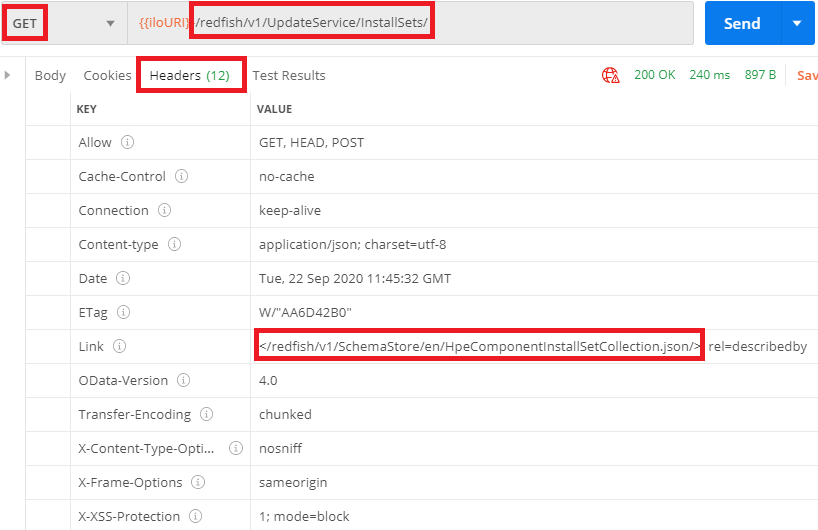 GET {{iloURI}}/redfish/v1/UpdateService/InstallSets/ Send
Body Cookies Headers (12) Test Results 200 OK 240 ms 897 B Sav
KEY VALUE
Allow GET, HEAD, POST
Cache-Control no-cache
Connection keep-alive
Content-type application/json; charset=utf-8
Date Tue, 22 Sep 2020 11:45:32 GMT
ETag W/"AA6D42B0"
Link </redfish/v1/SchemaStore/en/HpeComponentInstallSetCollection.json/>; rel=describedby
OData-Version 4.0
Transfer-Encoding chunked
X-Content-Type-Opti... nosniff
X-Frame-Options sameorigin
X-XSS-Protection 1; mode=block